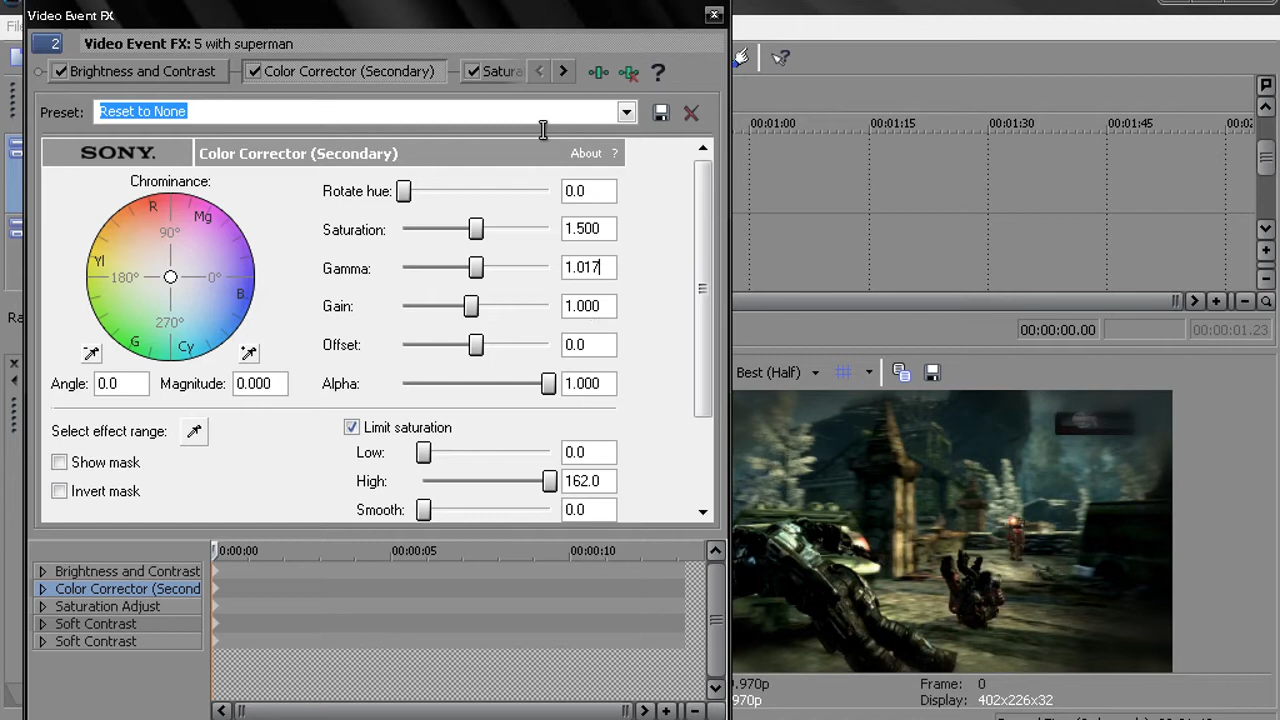 Video Event FX
2 Video Event FX: 5 with superman
Brightness and Contrast Color Corrector (Secondary) Satura
Preset: Reset to None
SONY. Color Corrector (Secondary) About ?
Chrominance:
R
Mg
90°
Yl
180°
0°
B
270°
G
Cy
Angle: 0.0 Magnitude: 0.000
Rotate hue: 0.0
Saturation: 1.500
Gamma: 1.017
Gain: 1.000
Offset: 0.0
Alpha: 1.000
Select effect range:
Show mask
Invert mask
Limit saturation
Low: 0.0
High: 162.0
Smooth: 0.0
0:00:00 00:00:05 00:00:10
Brightness and Contrast
Color Corrector (Second
Saturation Adjust
Soft Contrast
Soft Contrast
00:01:00 00:01:15 00:01:30 00:01:45 00:02
00:00:00.00 00:00:01.23
Best (Half)
.970p Frame: 0
970p Display: 402x226x32